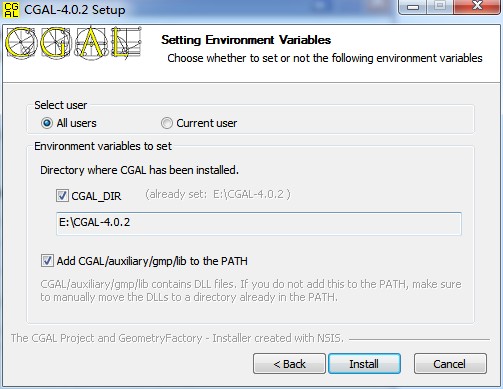 CG
AL
CGAL-4.0.2 Setup
CGAL
Setting Environment Variables
Choose whether to set or not the following environment variables
Select user
All users
Current user
Environment variables to set
Directory where CGAL has been installed.
CGAL_DIR
(already set: E:\CGAL-4.0.2 )
E:\CGAL-4.0.2
Add CGAL/auxiliary/gmp/lib to the PATH
CGAL/auxiliary/gmp/lib contains DLL files. If you do not add this to the PATH, make sure
to manually move the DLLs to a directory already in the PATH.
The CGAL Project and GeometryFactory - Installer created with NSIS.
< Back
Install
Cancel